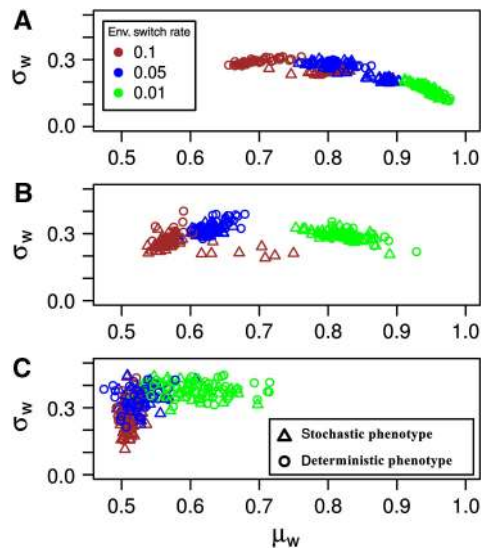 A
σw
0.3
0.0
Env. switch rate
0.1
0.05
0.01
0.5 0.6 0.7 0.8 0.9 1.0
B
σw
0.3
0.0
0.5 0.6 0.7 0.8 0.9 1.0
C
σw
0.3
0.0
Stochastic phenotype
Deterministic phenotype
0.5 0.6 0.7 0.8 0.9 1.0
μw